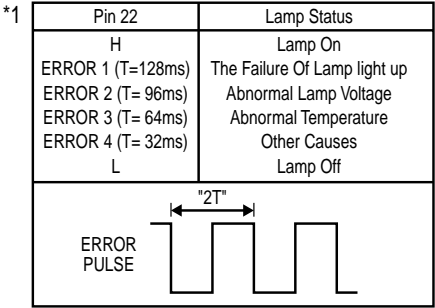 *1
Pin 22 Lamp Status
H Lamp On
ERROR 1 (T=128ms) The Failure Of Lamp light up
ERROR 2 (T= 96ms) Abnormal Lamp Voltage
ERROR 3 (T= 64ms) Abnormal Temperature
ERROR 4 (T= 32ms) Other Causes
L Lamp Off
"2T"
ERROR
PULSE